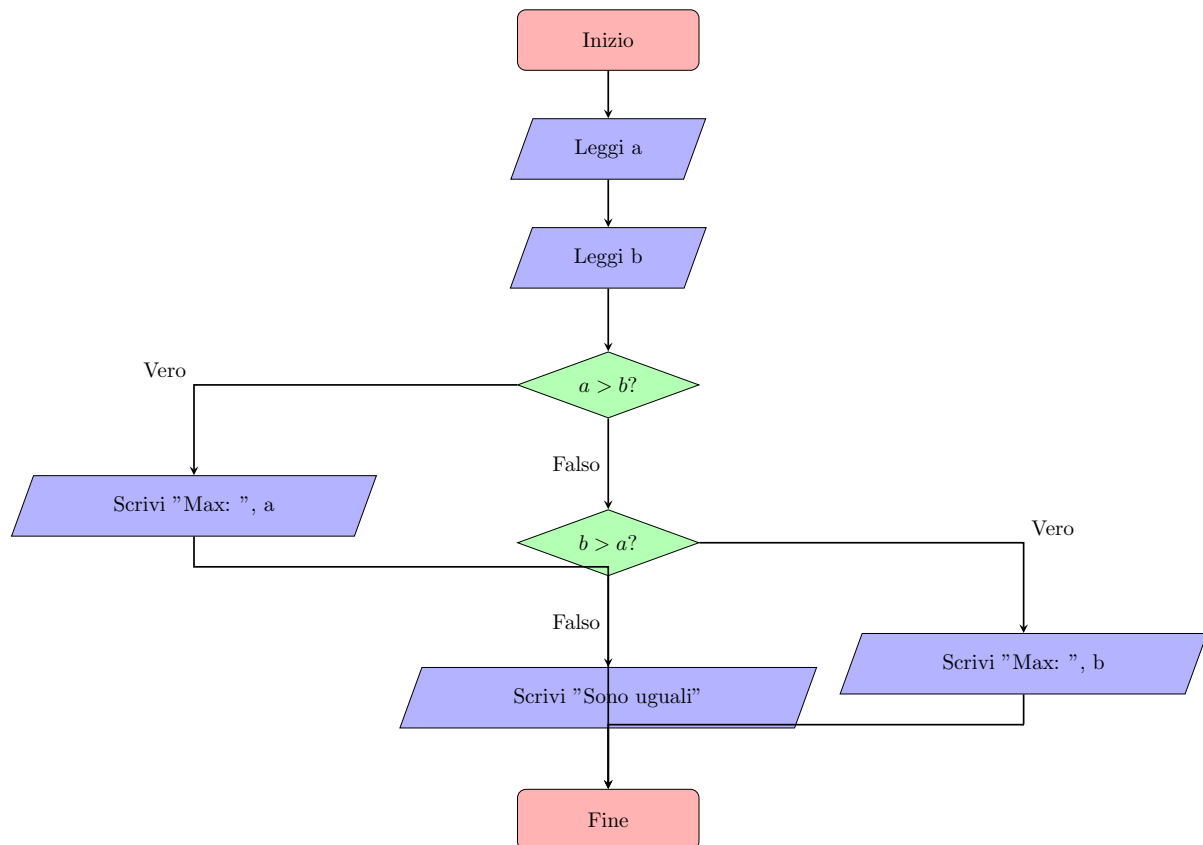 Inizio
Leggi a
Leggi b
a > b?
Vero
Falso
Scrivi ”Max: ”, a
b > a?
Vero
Falso
Scrivi ”Max: ”, b
Scrivi ”Sono uguali”
Fine